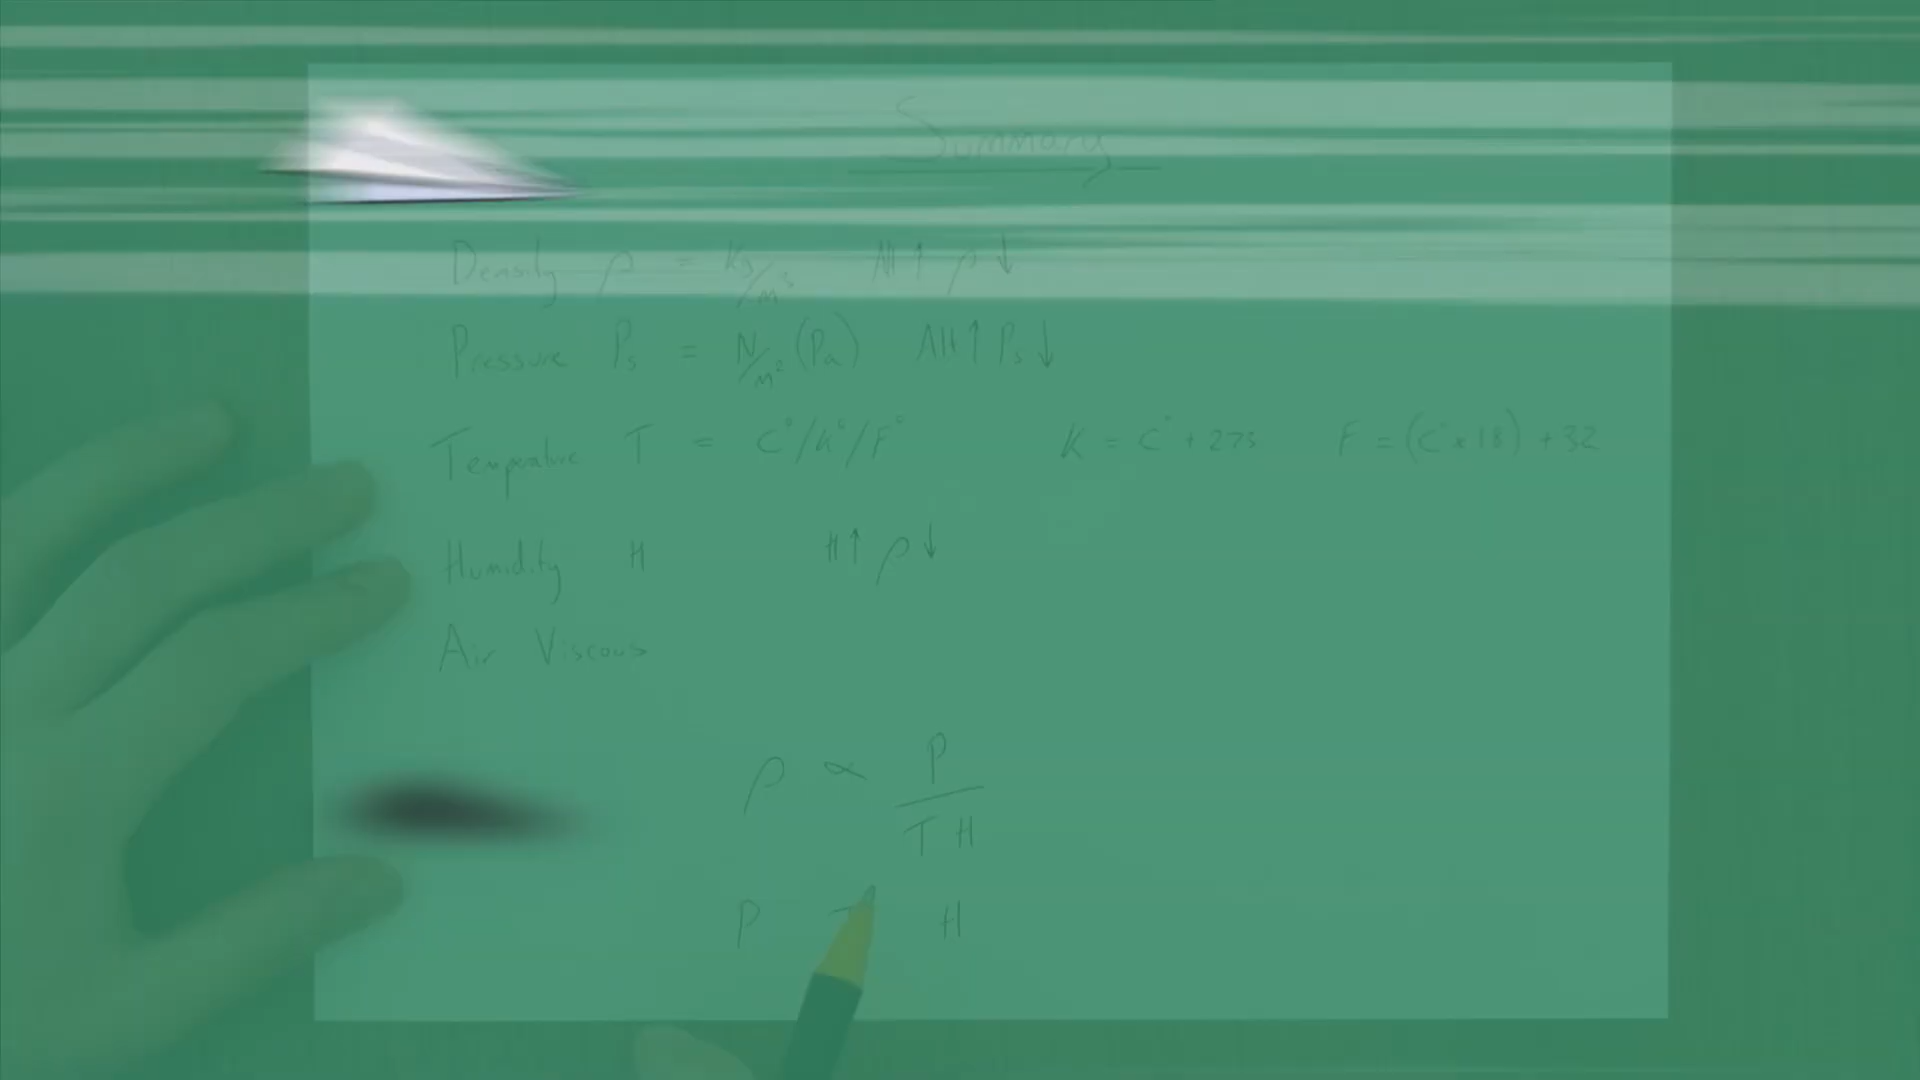 Summary
Density ρ = Kg/m³ Alt ↑ ρ ↓
Pressure Ps = N/m² (Pa) Alt ↑ Ps ↓
Temperature T = C°/K°/F° K = C° + 273 F = (C° x 1.8) + 32
Humidity H H ↑ ρ ↓
Air Viscous
ρ ∝ P
T H
P T H